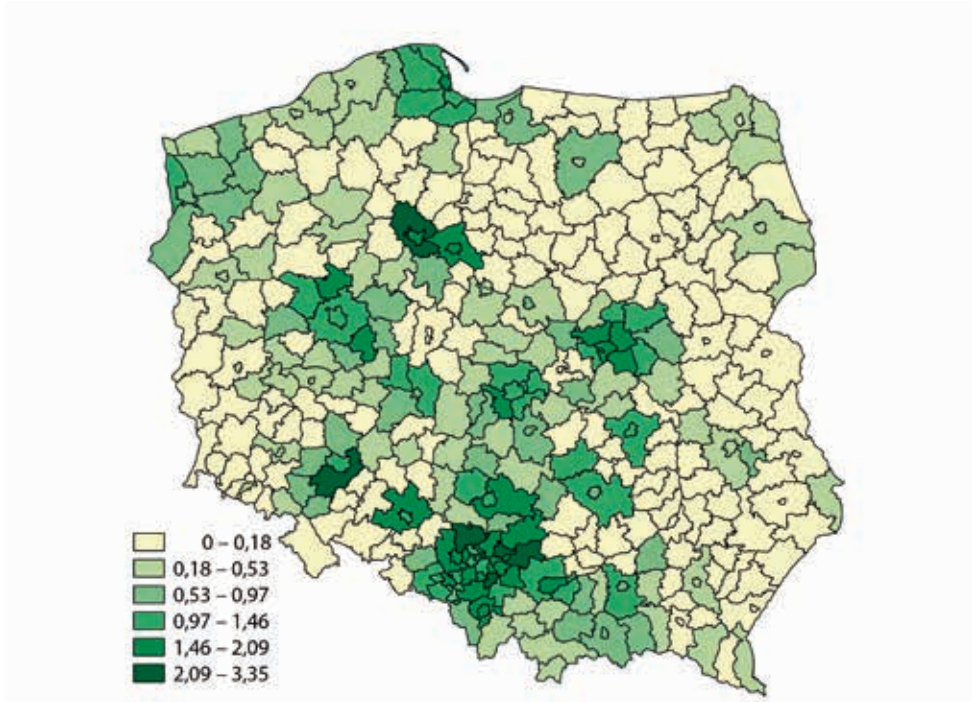 0 – 0,18
0,18 – 0,53
0,53 – 0,97
0,97 – 1,46
1,46 – 2,09
2,09 – 3,35